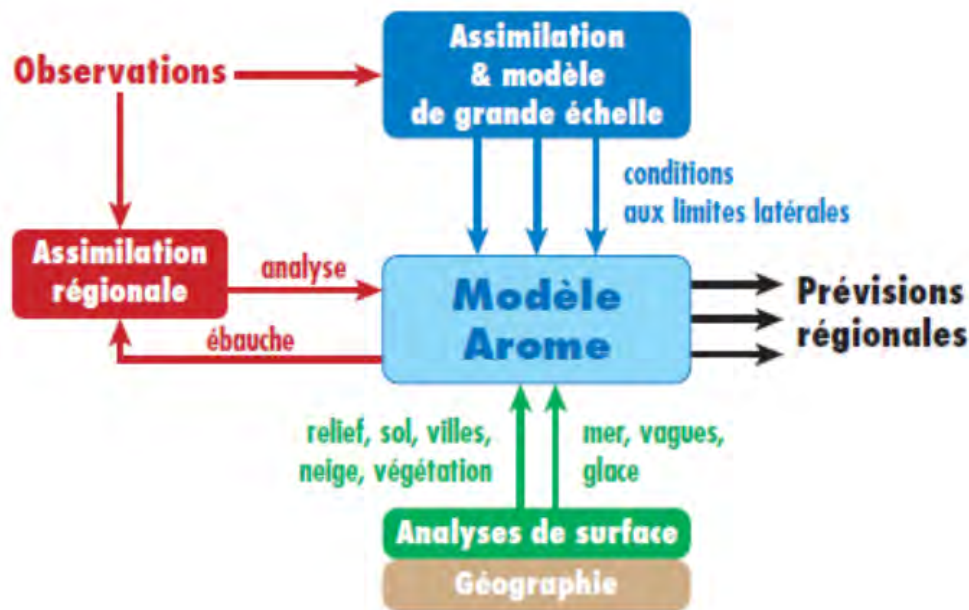 Observations
Assimilation
& modèle
de grande échelle
conditions
aux limites latérales
Assimilation
régionale
analyse
ébauche
Modèle
Arome
Prévisions
régionales
relief, sol, villes,
neige, végétation
mer, vagues,
glace
Analyses de surface
Géographie